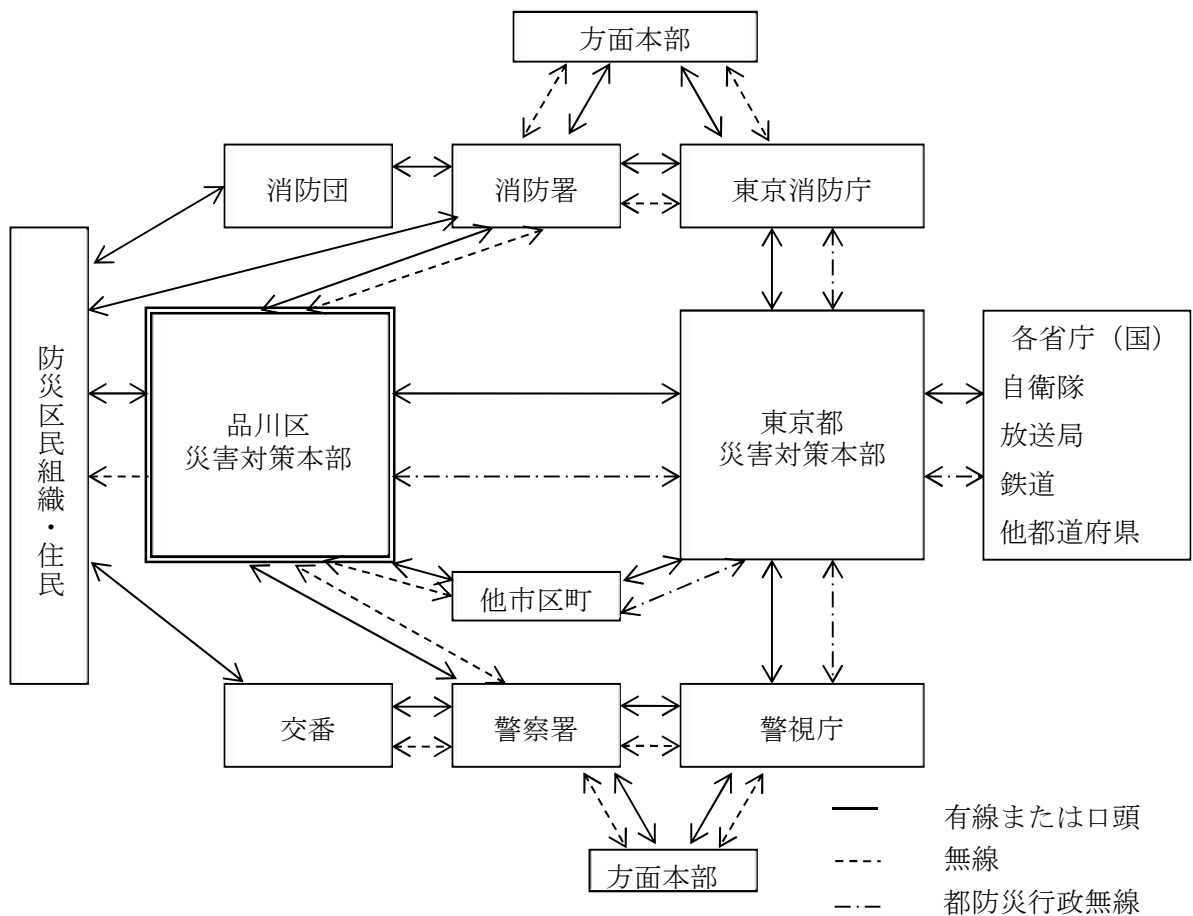 方面本部
消防団
消防署
東京消防庁
防災区民組織・住民
品川区
災害対策本部
東京都
災害対策本部
各省庁（国）
自衛隊
放送局
鉄道
他都道府県
他市区町
交番
警察署
警視庁
方面本部
有線または口頭
無線
都防災行政無線